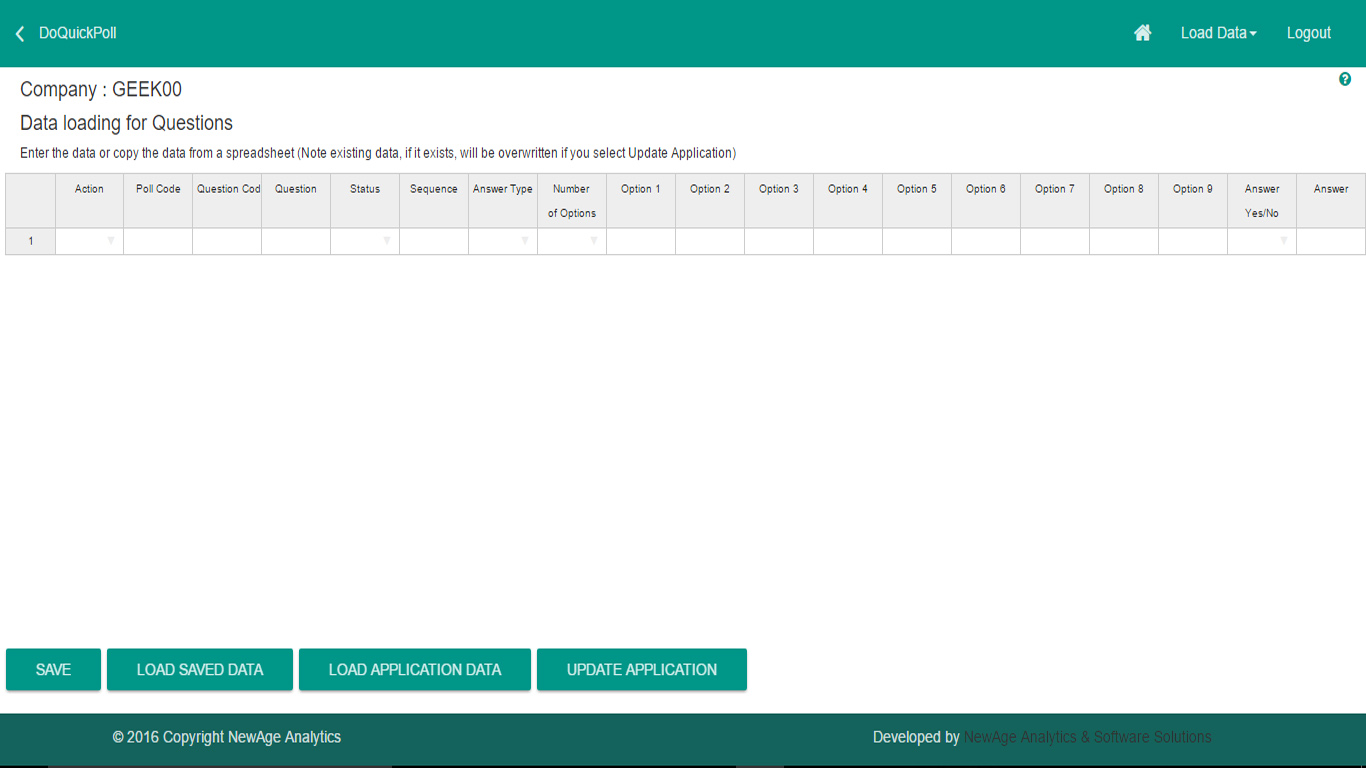 DoQuickPoll
Load Data
Logout
Company : GEEK00
?
Data loading for Questions
Enter the data or copy the data from a spreadsheet (Note existing data, if it exists, will be overwritten if you select Update Application)
Action Poll Code Question Cod Question Status Sequence Answer Type Number of Options Option 1 Option 2 Option 3 Option 4 Option 5 Option 6 Option 7 Option 8 Option 9 Answer Yes/No Answer
1
SAVE LOAD SAVED DATA LOAD APPLICATION DATA UPDATE APPLICATION
© 2016 Copyright NewAge Analytics
Developed by NewAge Analytics & Software Solutions